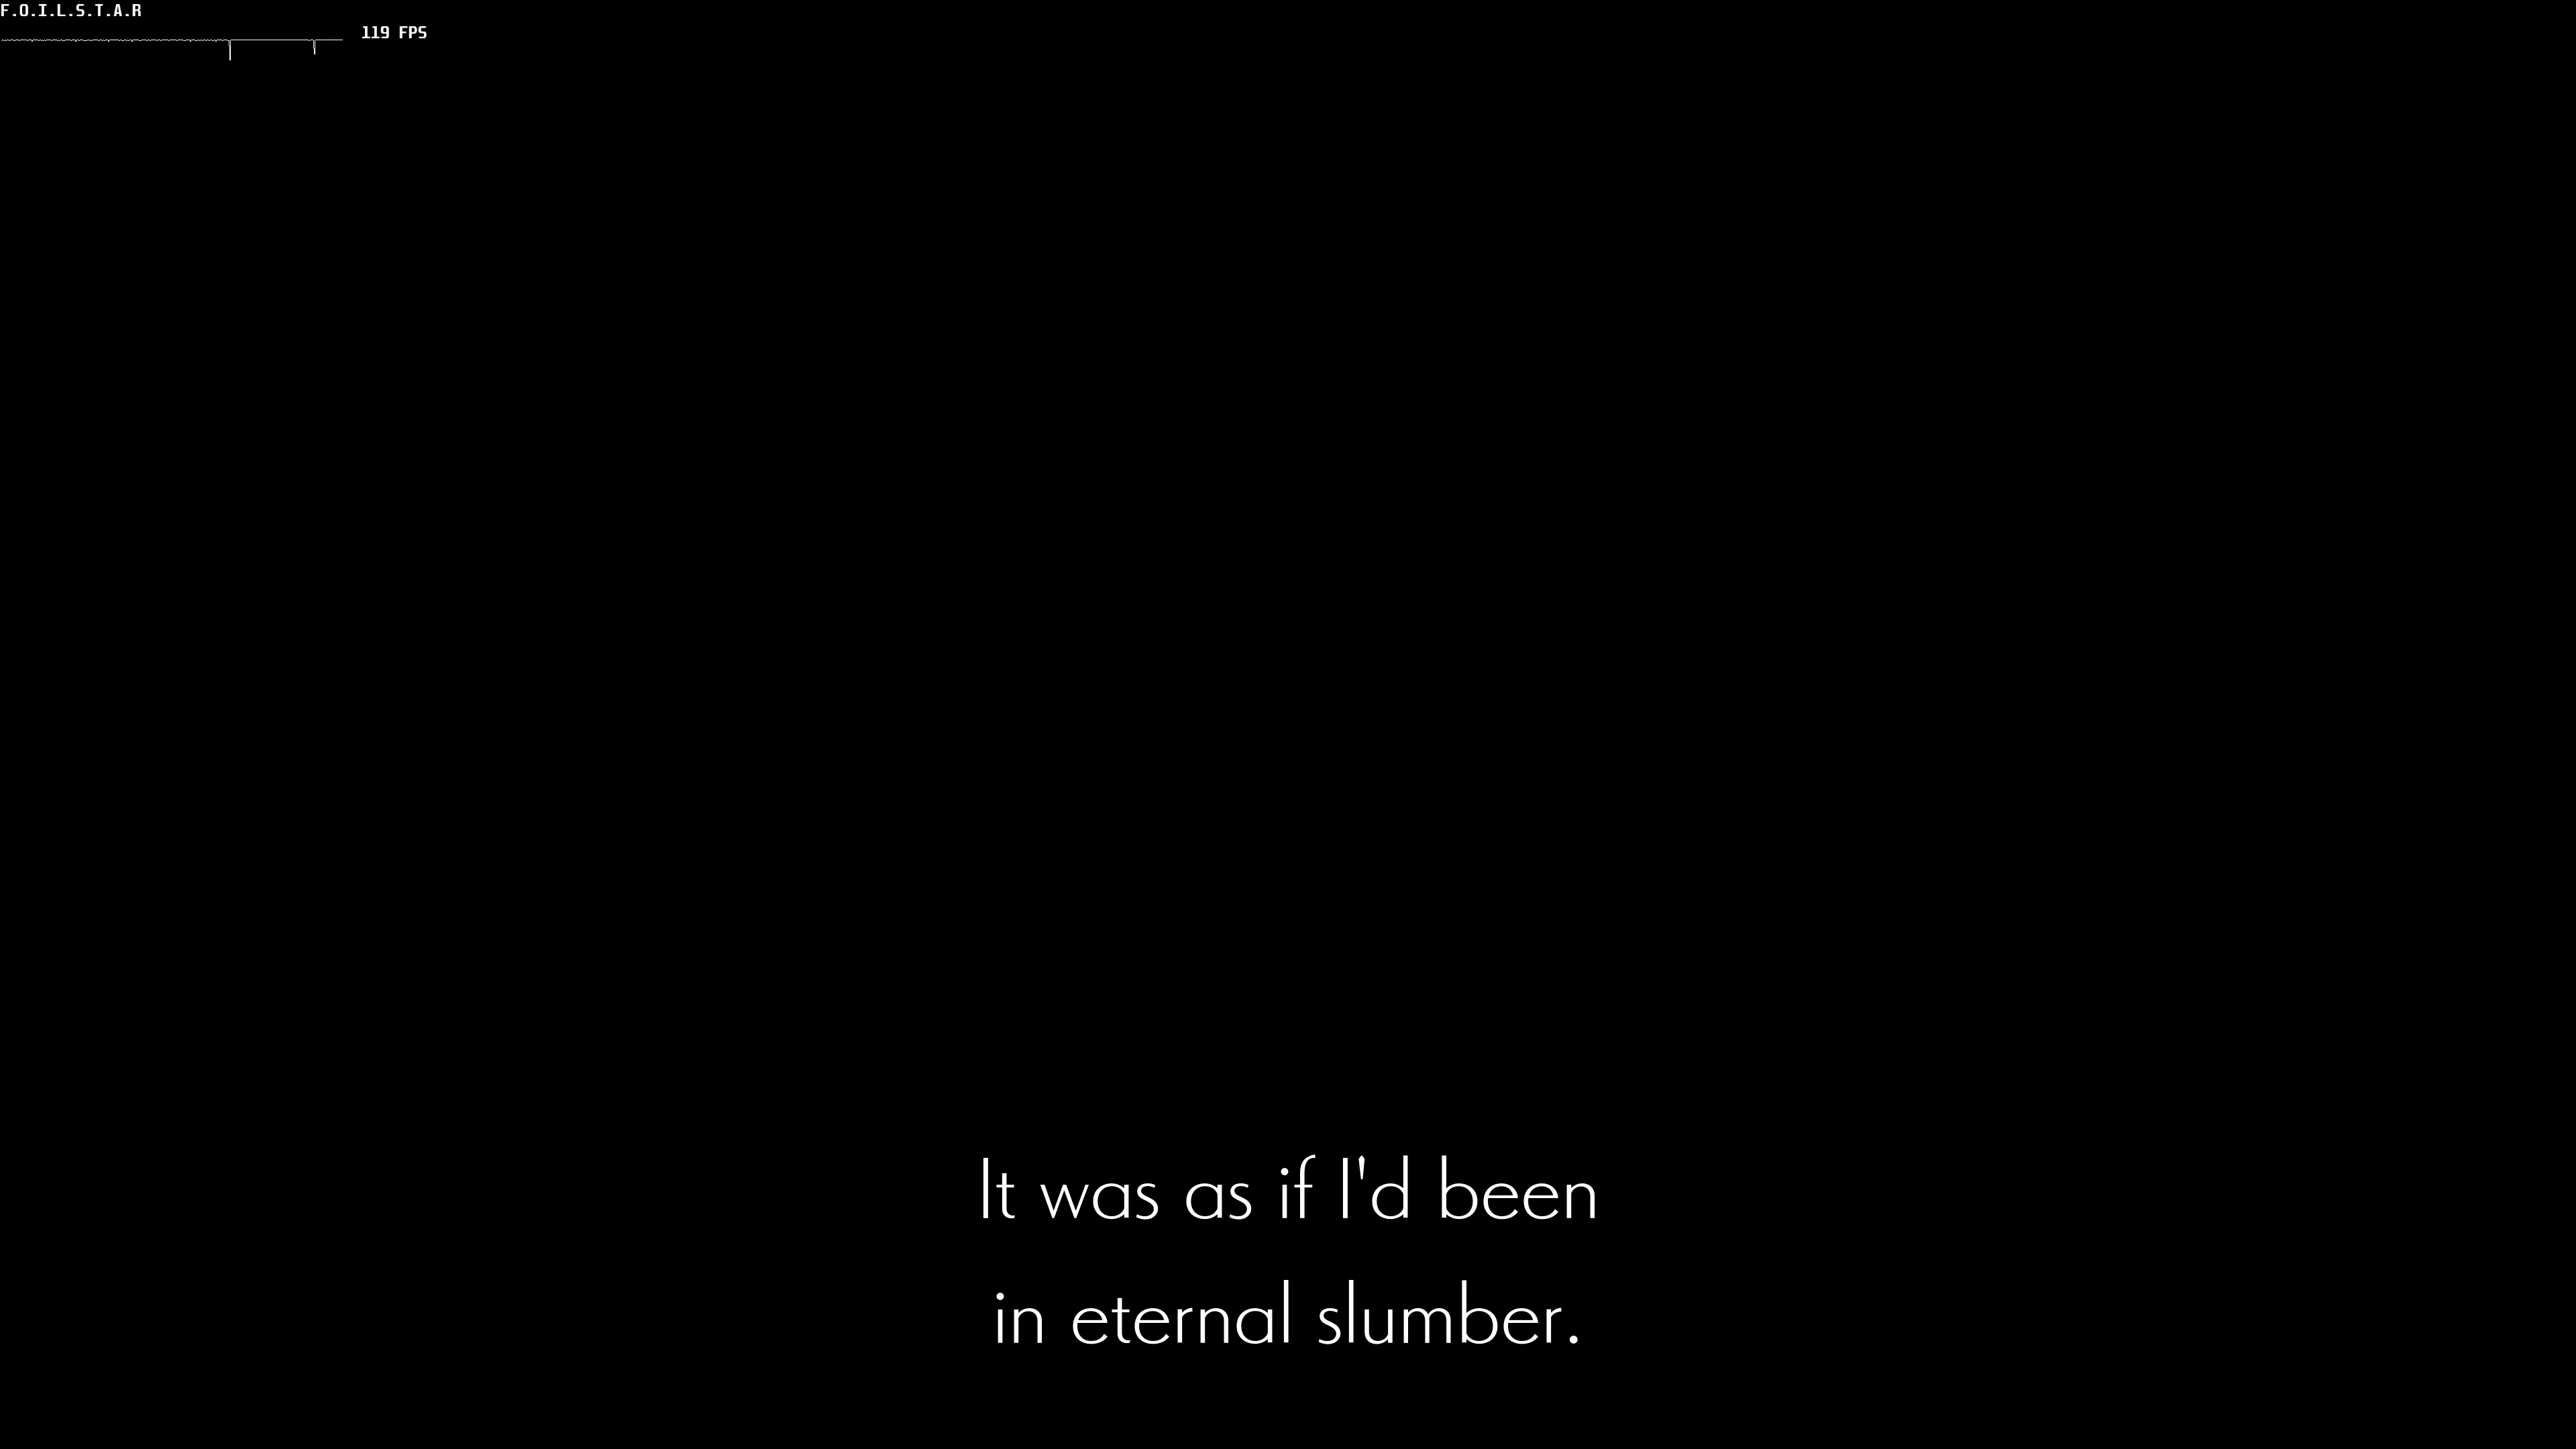 F.O.I.L.S.T.A.R
119 FPS
It was as if I'd been
in eternal slumber.